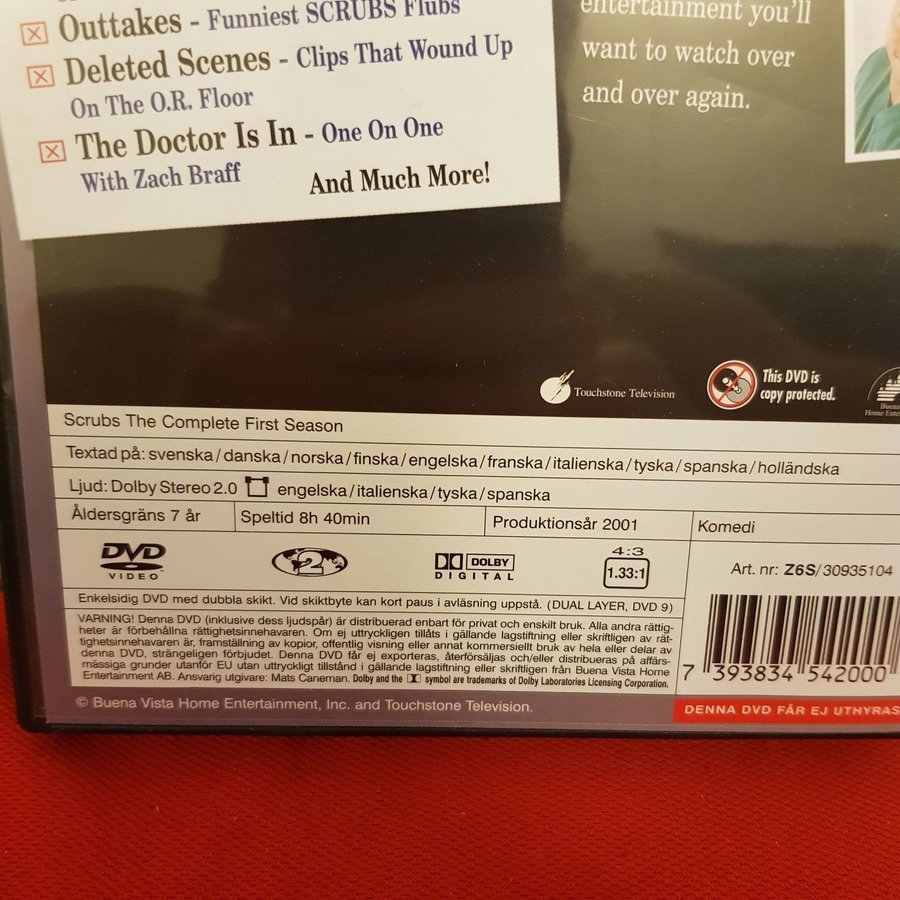 Outtakes - Funniest SCRUBS Flubs
Deleted Scenes - Clips That Wound Up
On The O.R. Floor
The Doctor Is In - One On One
With Zach Braff
And Much More!
entertainment you'll
want to watch over
and over again.
Touchstone Television
This DVD is
copy protected.
Buena
Home
Scrubs The Complete First Season
Textad på: svenska/danska/norska/finska/engelska/franska/italienska/tyska/spanska/holländska
Ljud: Dolby Stereo 2.0 engelska/italienska/tyska/spanska
Åldersgräns 7 år
Speltid 8h 40min
Produktionsår 2001
Komedi
DVD
VIDEO
2
DOLBY
DIGITAL
4:3
1.33:1
Art. nr: Z6S/30935104
Enkelsidig DVD med dubbla skikt. Vid skiktbyte kan kort paus i avläsning uppstå. (DUAL LAYER, DVD 9)
VARNING! Denna DVD (inklusive dess ljudspår) är distribuerad enbart för privat och enskilt bruk. Alla andra rättig-
heter är förbehållna rättighetsinnehavaren. Om ej uttryckligen tillåts i gällande lagstiftning eller skriftligen av rät-
tighetsinnehavaren är, framställning av kopior, offentlig visning eller annat kommersiellt bruk av hela eller delar av
denna DVD, strängeligen förbjudet. Denna DVD får ej exporteras, återförsäljas och/eller distribueras på affärs-
mässiga grunder utanför EU utan uttryckligt tillstånd i gällande lagstiftning eller skriftligen från Buena Vista Home
Entertainment AB. Ansvarig utgivare: Mats Caneman. Dolby and the symbol are trademarks of Dolby Laboratories Licensing Corporation.
7 393834 542000
© Buena Vista Home Entertainment, Inc. and Touchstone Television.
DENNA DVD FÅR EJ UTHYRAS